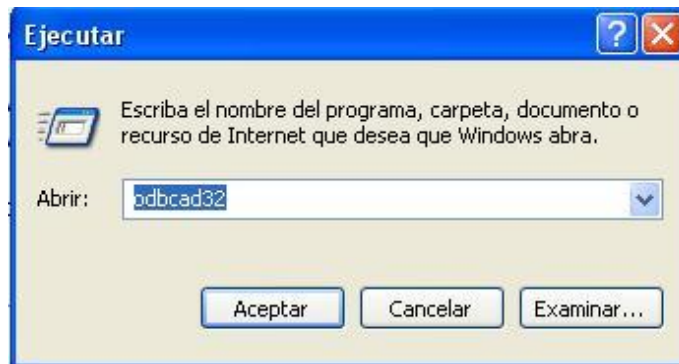 Ejecutar
Escriba el nombre del programa, carpeta, documento o
recurso de Internet que desea que Windows abra.
Abrir: odbcad32
Aceptar Cancelar Examinar...